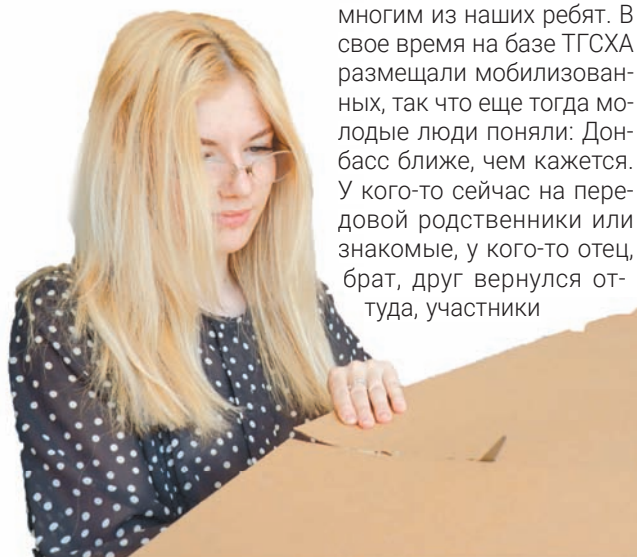 многим из наших ребят. В
свое время на базе ТГСХА
размещали мобилизован-
ных, так что еще тогда мо-
лодые люди поняли: Дон-
басс ближе, чем кажется.
У кого-то сейчас на пере-
довой родственники или
знакомые, у кого-то отец,
брат, друг вернулся от-
туда, участники